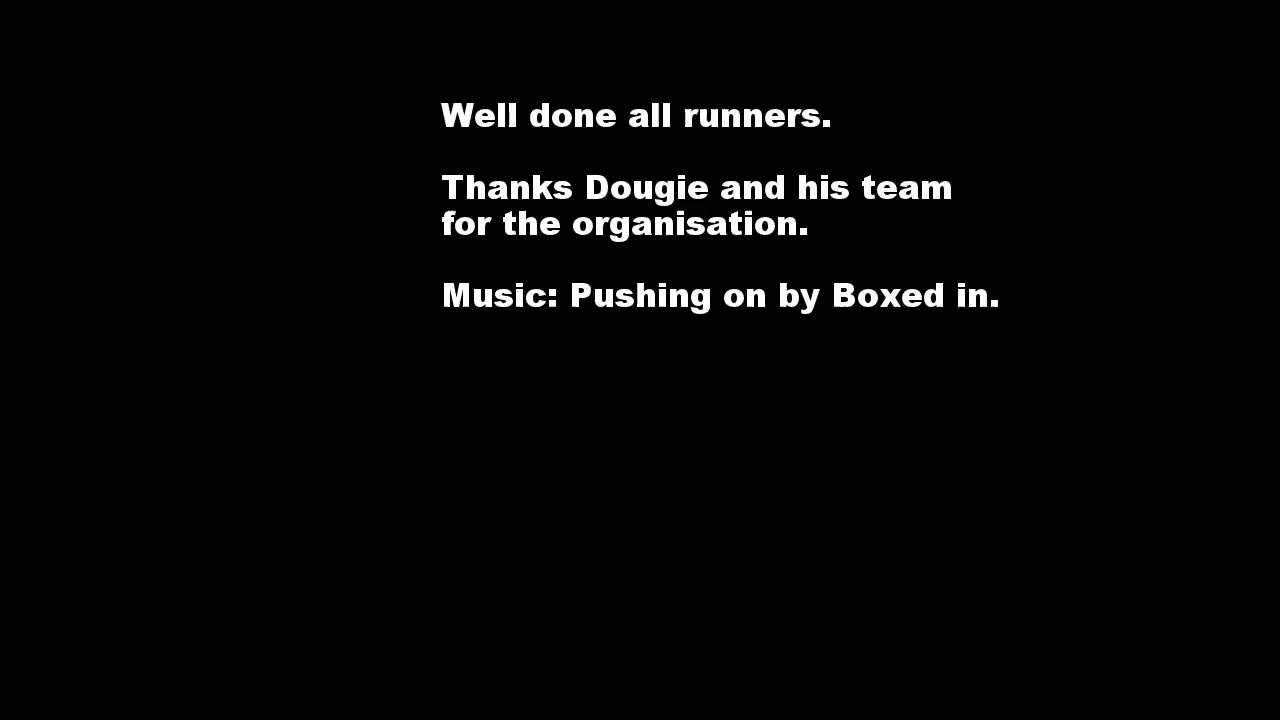 Well done all runners.
Thanks Dougie and his team
for the organisation.
Music: Pushing on by Boxed in.